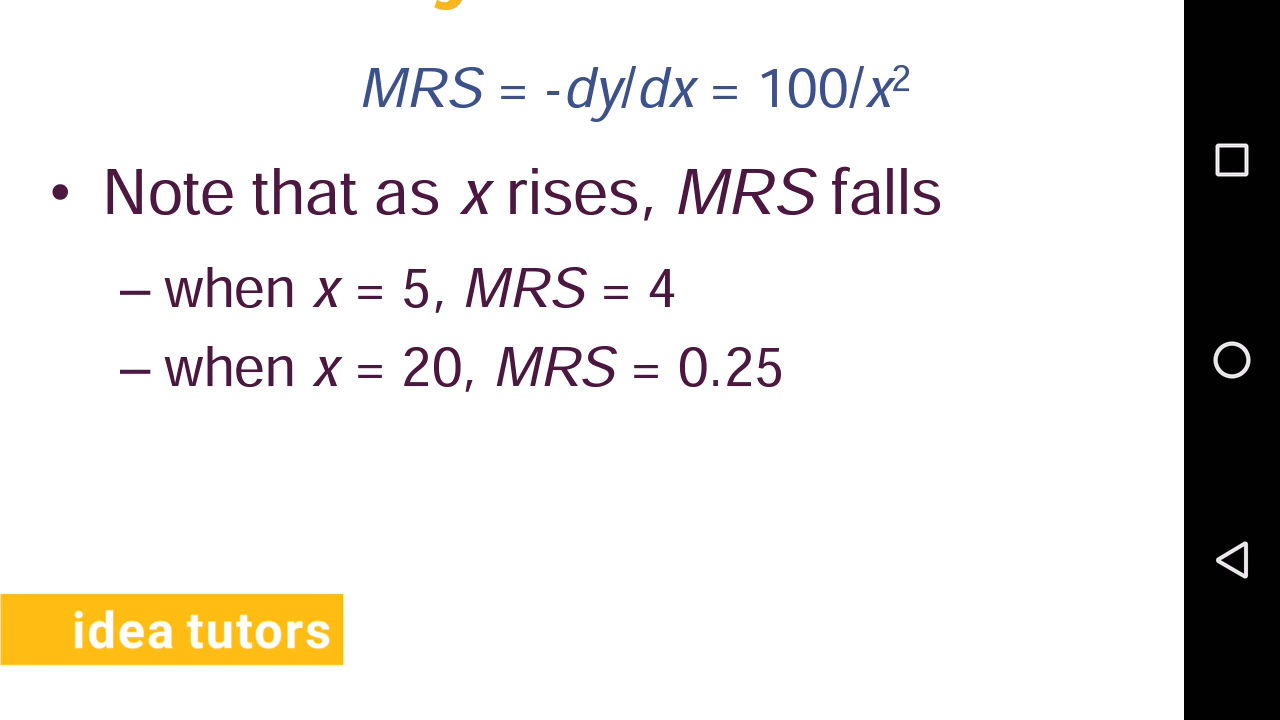 MRS = -dy/dx = 100/x²
• Note that as x rises, MRS falls
– when x = 5, MRS = 4
– when x = 20, MRS = 0.25
idea tutors